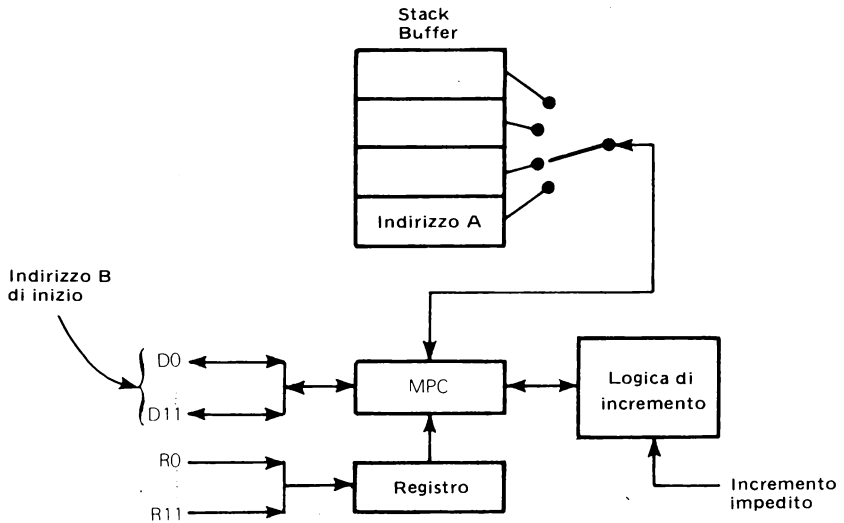 Stack
Buffer
Indirizzo A
Indirizzo B
di inizio
D0
D11
MPC
Logica di
incremento
R0
R11
Registro
Incremento
impedito